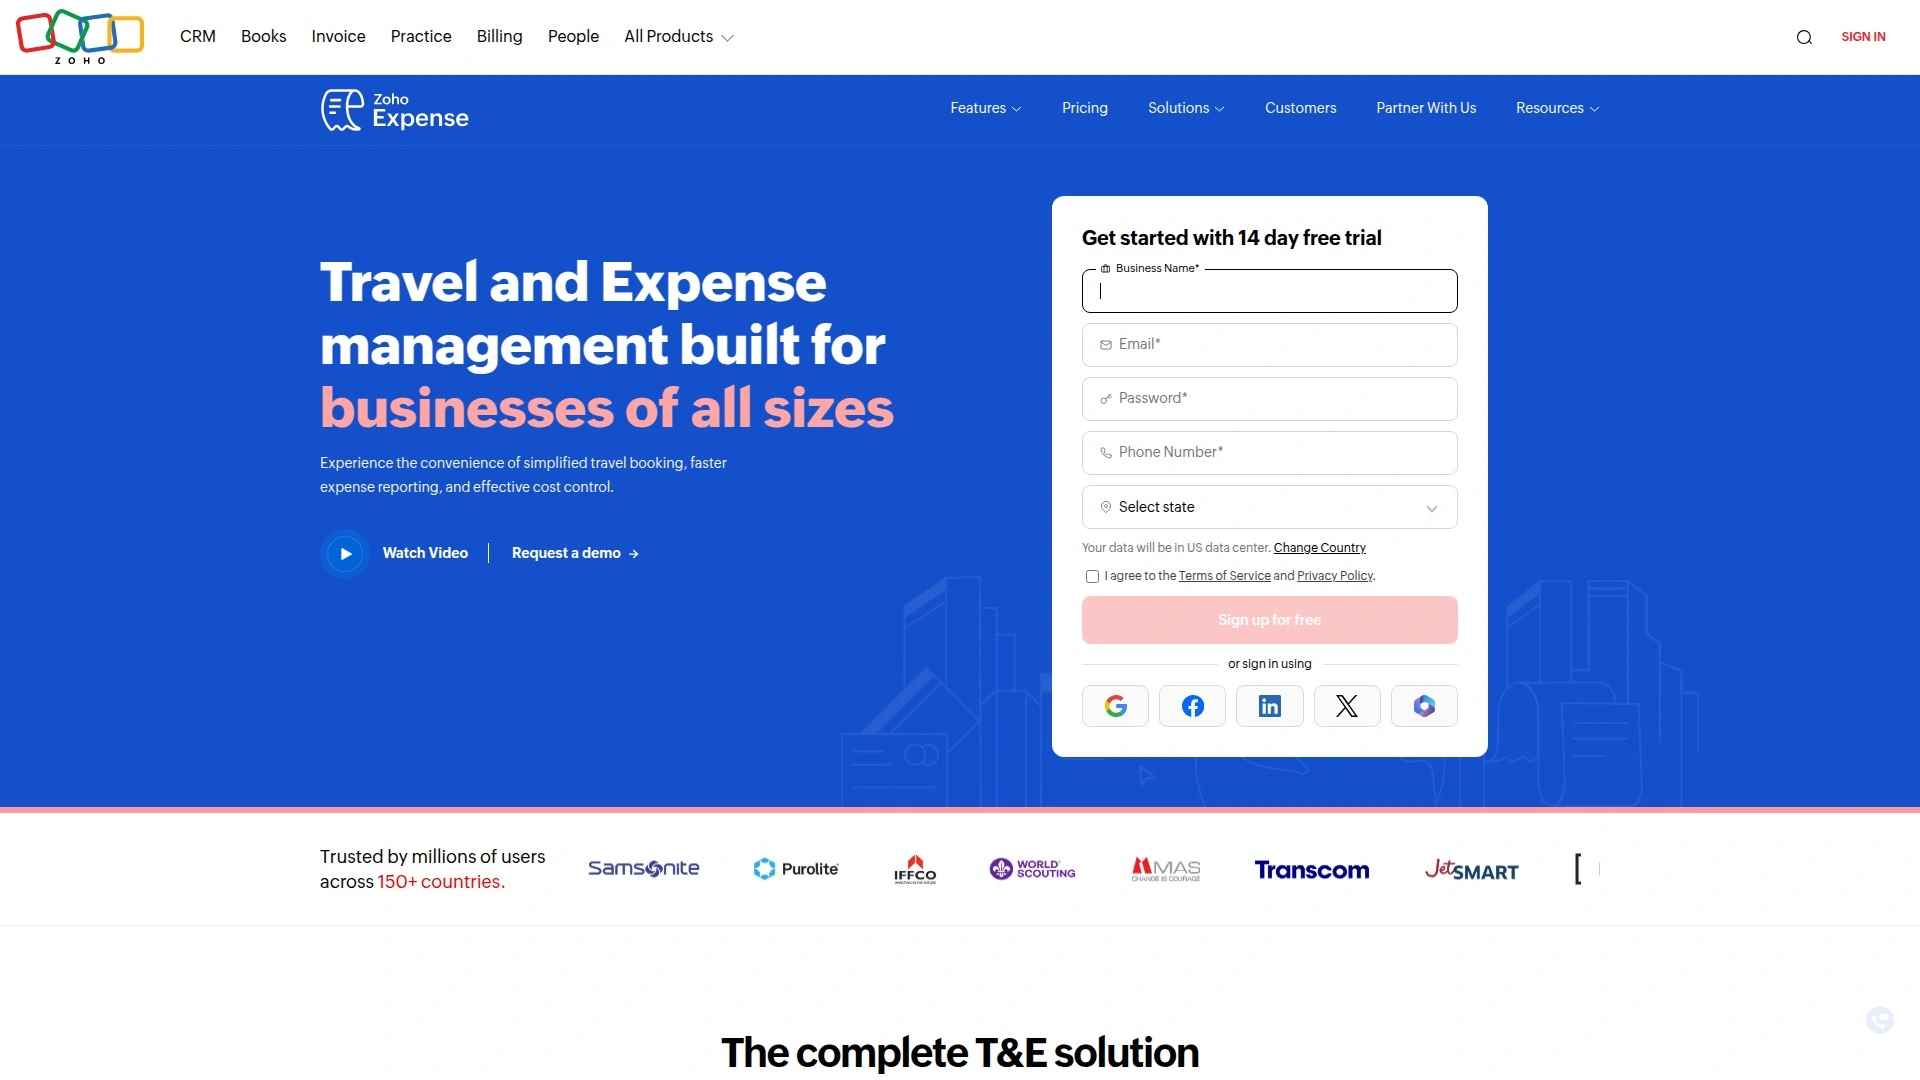 ZOHO
CRM
Books
Invoice
Practice
Billing
People
All Products
SIGN IN
Zoho
Expense
Features
Pricing
Solutions
Customers
Partner With Us
Resources
Travel and Expense
management built for
businesses of all sizes
Experience the convenience of simplified travel booking, faster
expense reporting, and effective cost control.
Watch Video
Request a demo →
Get started with 14 day free trial
Business Name*
Email*
Password*
Phone Number*
Select state
Your data will be in US data center. Change Country
I agree to the Terms of Service and Privacy Policy.
Sign up for free
or sign in using
Trusted by millions of users
across 150+ countries.
Samsonite
Purolite
IFFCO
WORLD
SCOUTING
MAS
CHANGE IS COURAGE
Transcom
JetSMART
The complete T&E solution